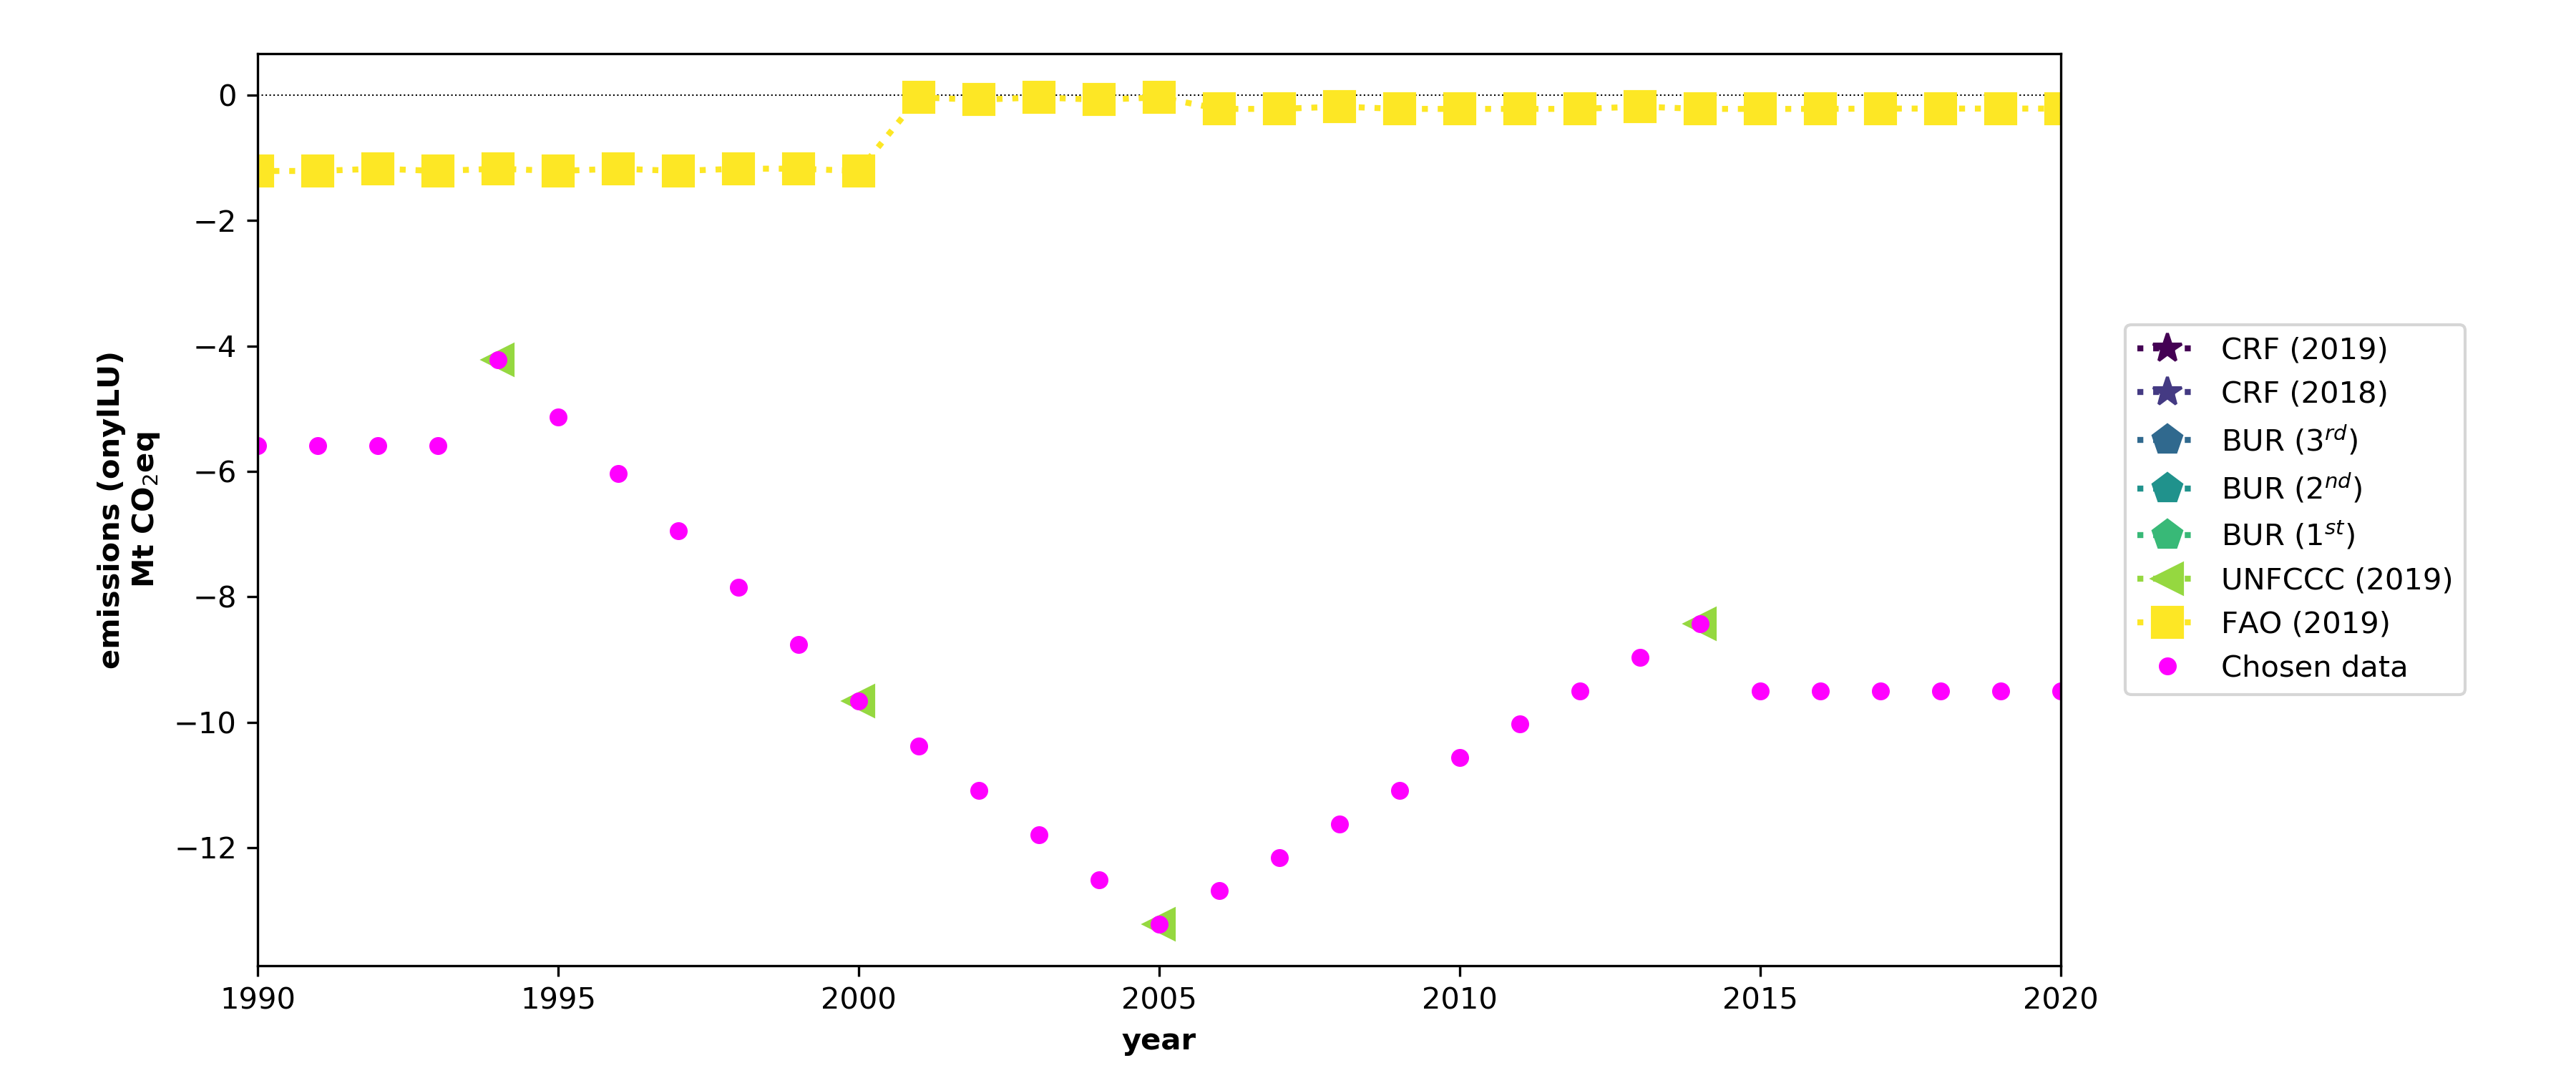 emissions (onylLU)
Mt CO₂eq
0
−2
−4
−6
−8
−10
−12
1990
1995
2000
2005
2010
2015
2020
year
CRF (2019)
CRF (2018)
BUR (3ʳᵈ)
BUR (2ⁿᵈ)
BUR (1ˢᵗ)
UNFCCC (2019)
FAO (2019)
Chosen data